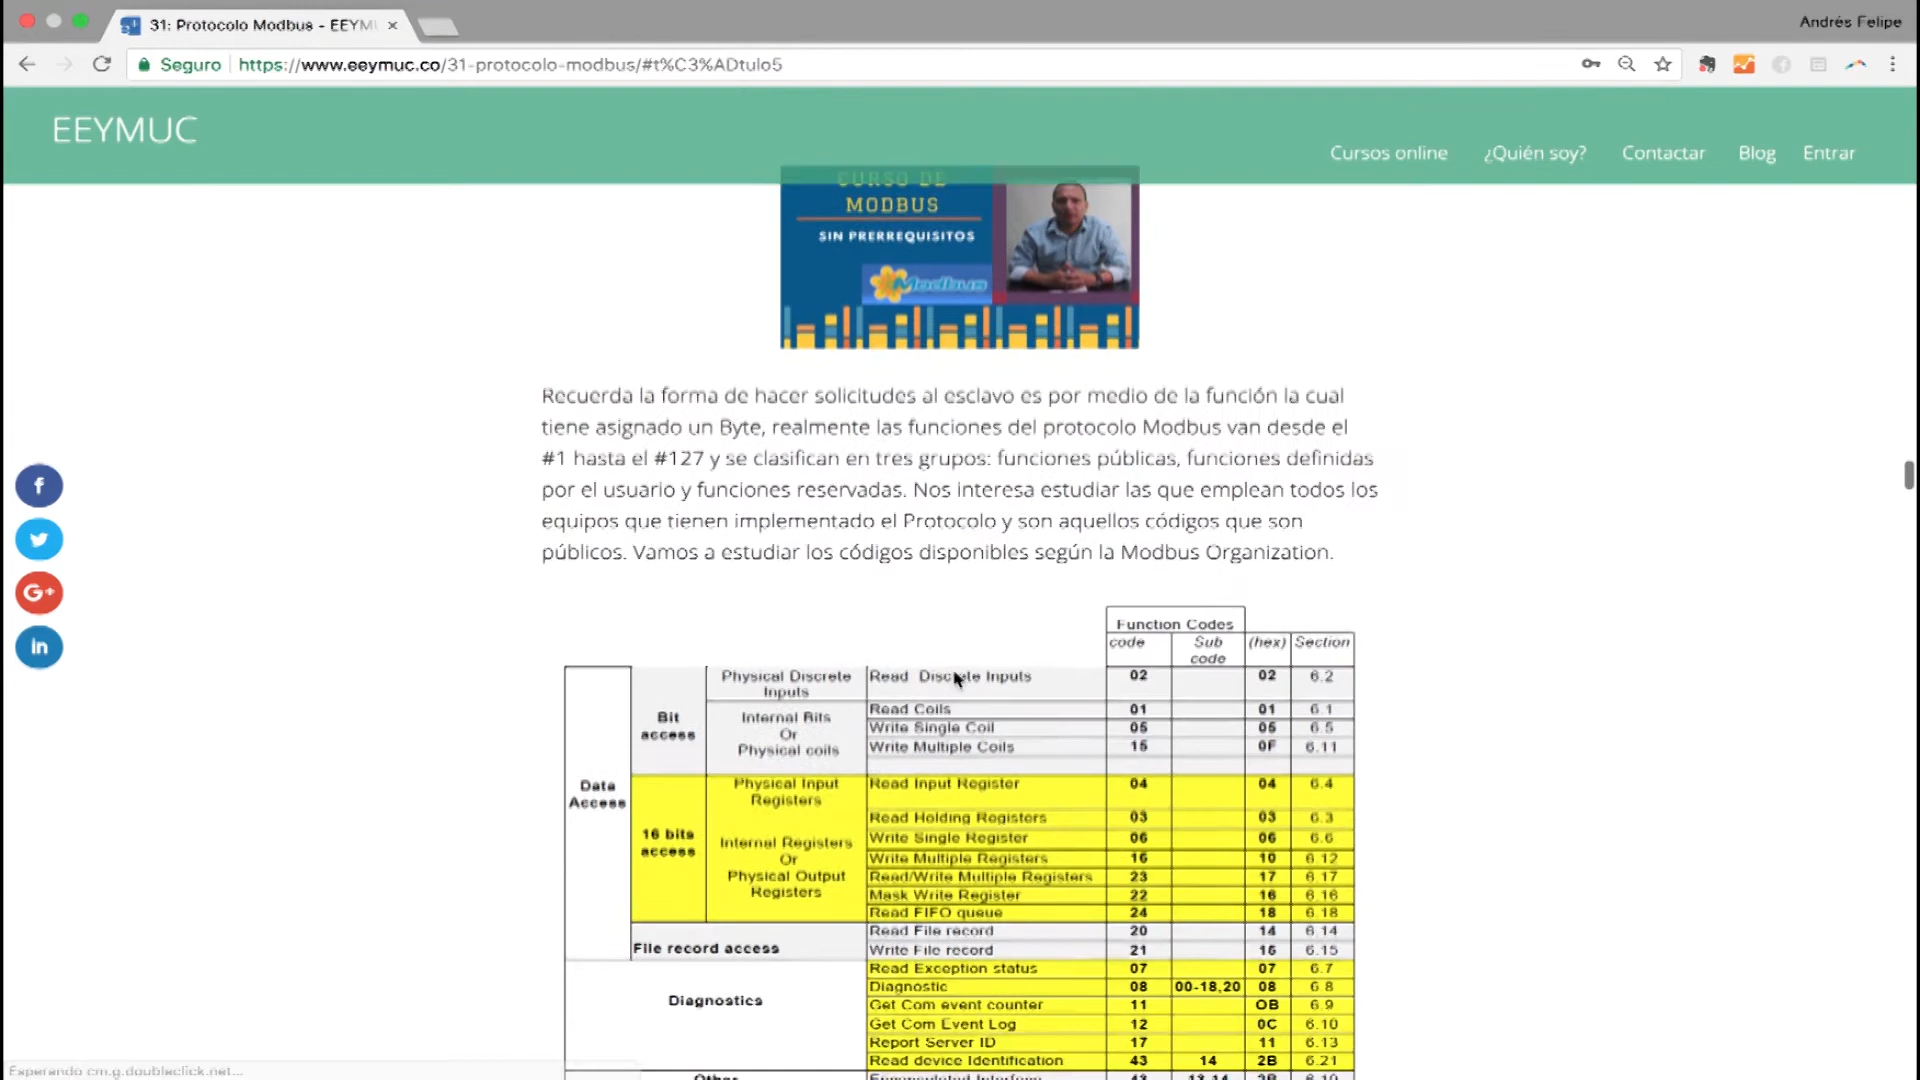 31: Protocolo Modbus - EEYMU
Andrés Felipe
Seguro
https://www.eeymuc.co/31-protocolo-modbus/#t%C3%ADtulo5
EEYMUC
Cursos online ¿Quién soy? Contactar Blog Entrar
CURSO DE
MODBUS
SIN PRERREQUISITOS
Modbus
Recuerda la forma de hacer solicitudes al esclavo es por medio de la función la cual
tiene asignado un Byte, realmente las funciones del protocolo Modbus van desde el
#1 hasta el #127 y se clasifican en tres grupos: funciones públicas, funciones definidas
por el usuario y funciones reservadas. Nos interesa estudiar las que emplean todos los
equipos que tienen implementado el Protocolo y son aquellos códigos que son
públicos. Vamos a estudiar los códigos disponibles según la Modbus Organization.
f
G+
in
Function Codes
code Sub code (hex) Section
Data Access
Bit access
Physical Discrete Inputs
Read Discrete Inputs 02 02 6.2
Internal Bits Or Physical coils
Read Coils 01 01 6.1
Write Single Coil 05 05 6.5
Write Multiple Coils 15 0F 6.11
16 bits access
Physical Input Registers
Read Input Register 04 04 6.4
Internal Registers Or Physical Output Registers
Read Holding Registers 03 03 6.3
Write Single Register 06 06 6.6
Write Multiple Registers 16 10 6.12
Read/Write Multiple Registers 23 17 6.17
Mask Write Register 22 16 6.16
Read FIFO queue 24 18 6.18
File record access
Read File record 20 14 6.14
Write File record 21 15 6.15
Diagnostics
Read Exception status 07 07 6.7
Diagnostic 08 00-18,20 08 6.8
Get Com event counter 11 OB 6.9
Get Com Event Log 12 0C 6.10
Report Server ID 17 11 6.13
Read device Identification 43 14 2B 6.21
Other
Esperando cm.g.doubleclick.net...